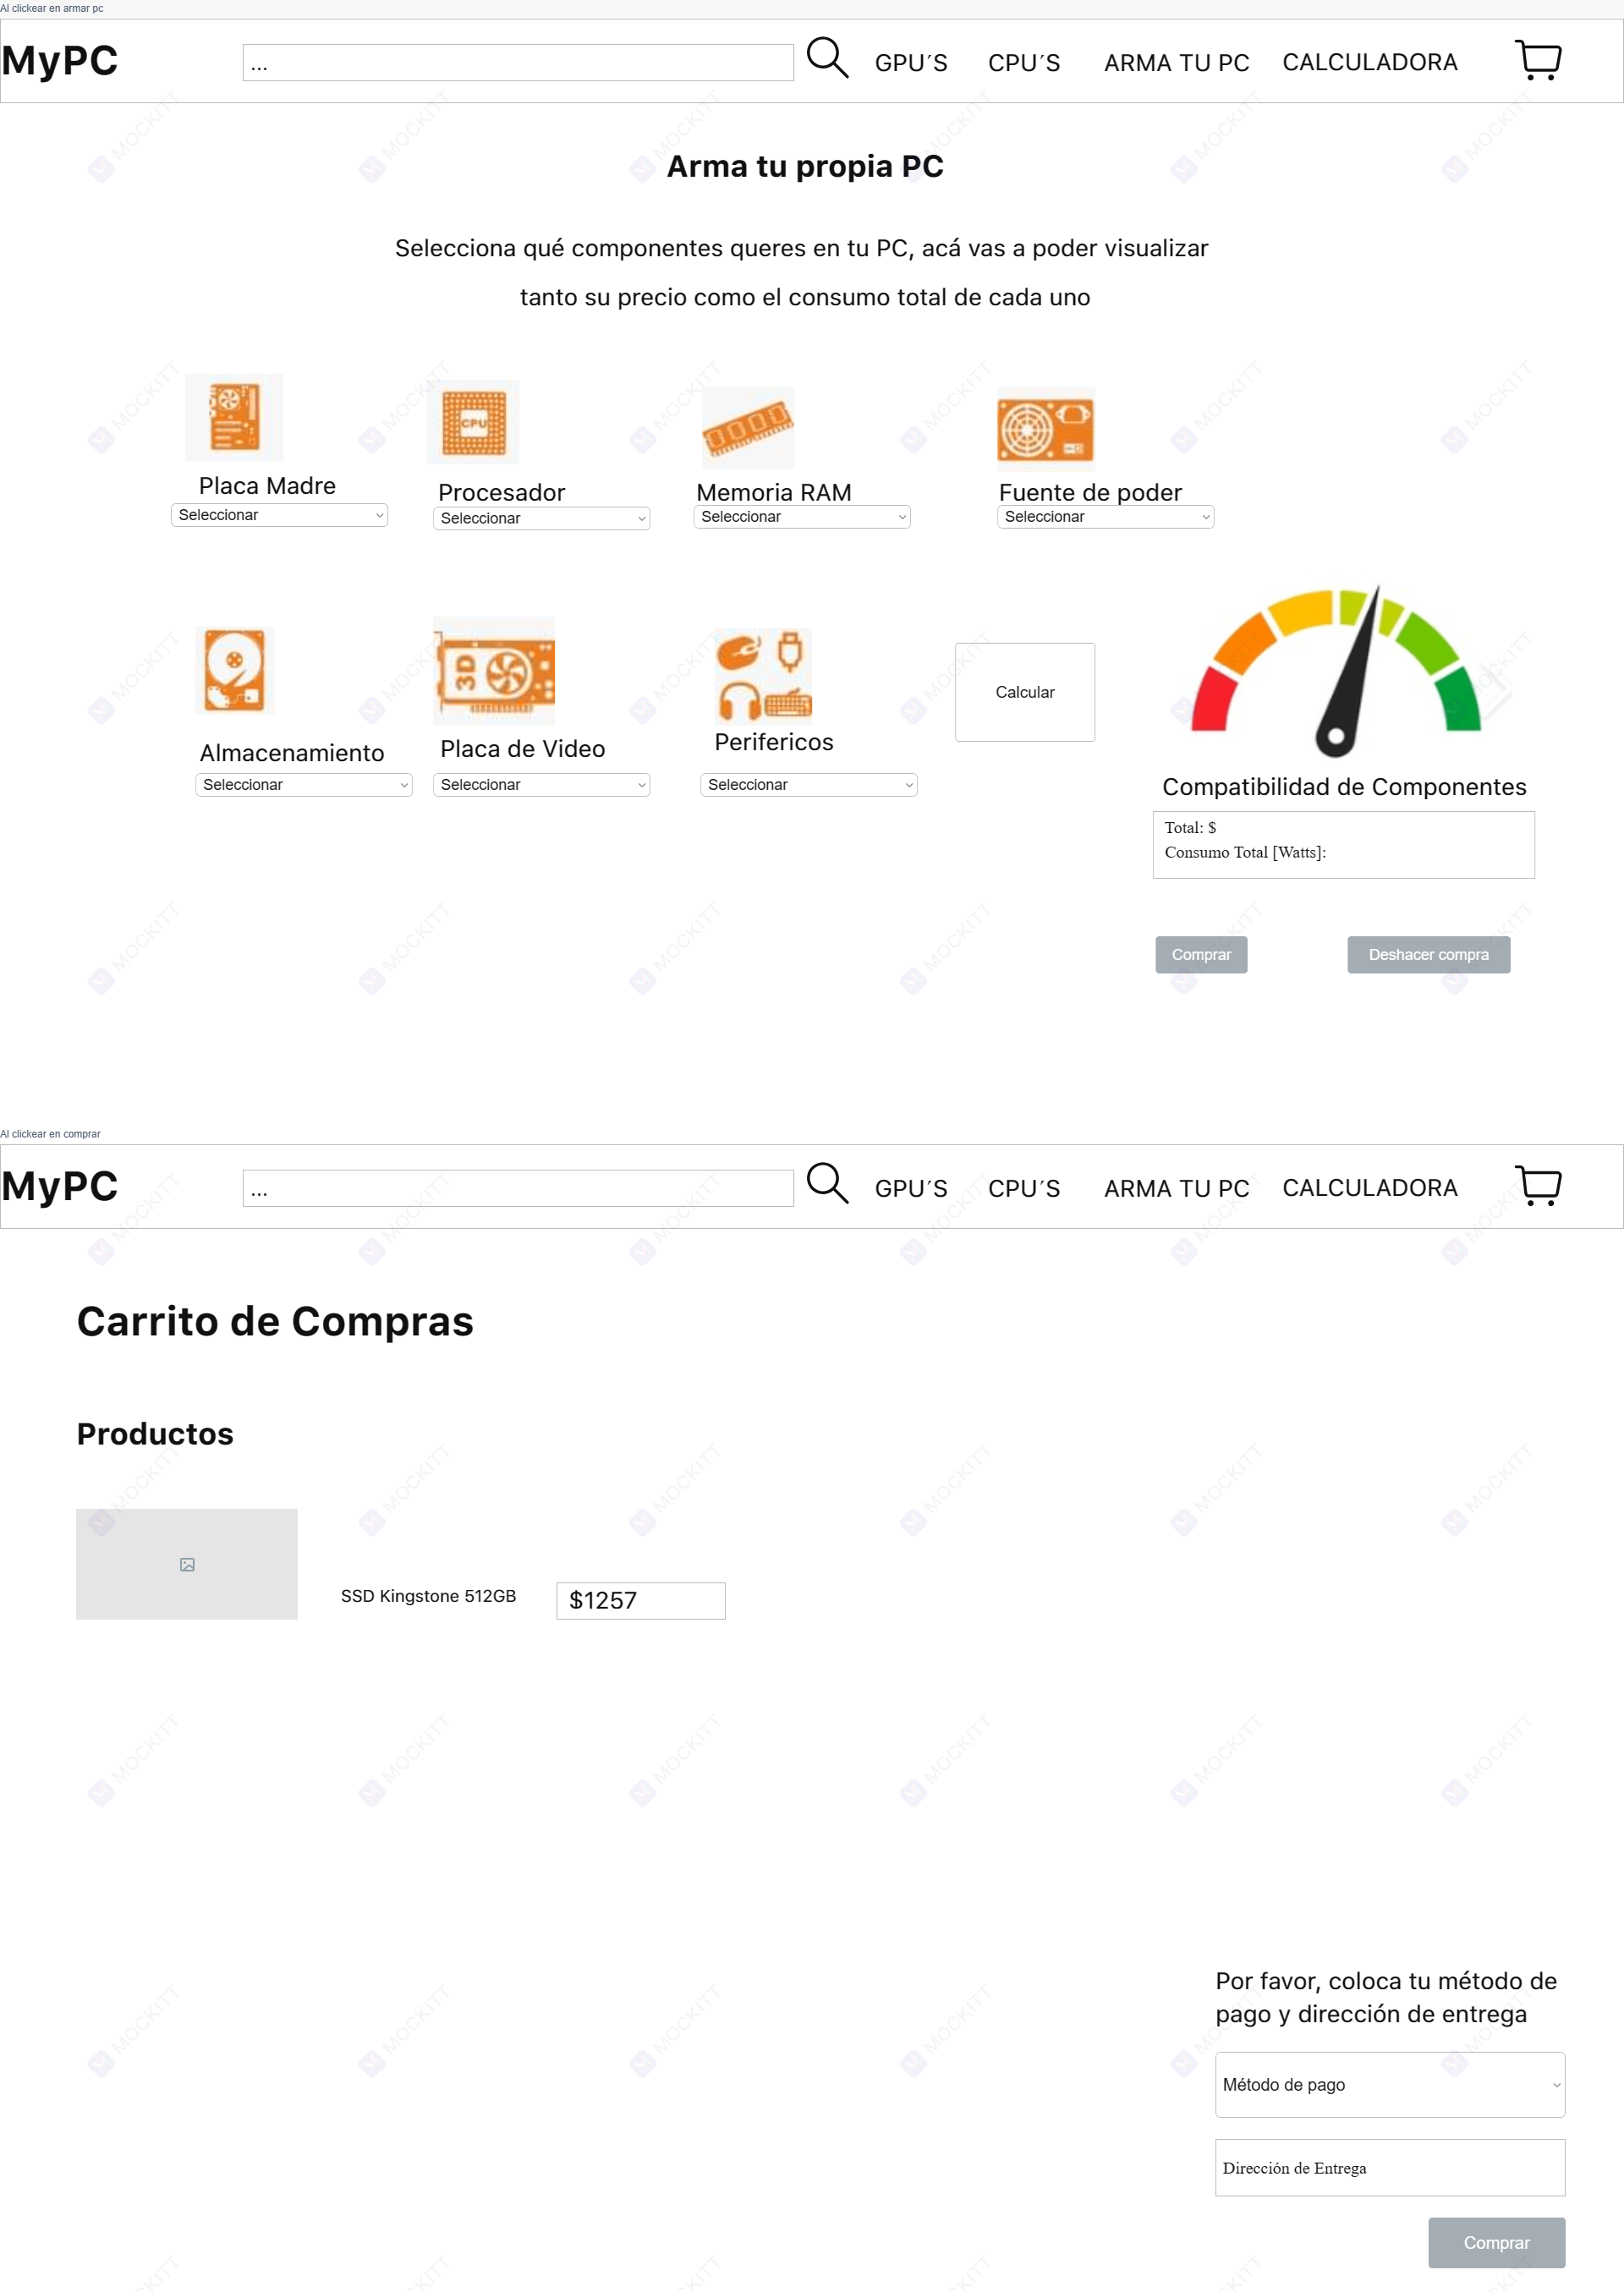 Al clickear en armar pc
MyPC
...
GPU´S
CPU´S
ARMA TU PC
CALCULADORA
Arma tu propia PC
Selecciona qué componentes queres en tu PC, acá vas a poder visualizar
tanto su precio como el consumo total de cada uno
CPU
Placa Madre
Procesador
Memoria RAM
Fuente de poder
Seleccionar
Seleccionar
Seleccionar
Seleccionar
3D
Calcular
Almacenamiento
Placa de Video
Perifericos
Seleccionar
Seleccionar
Seleccionar
Compatibilidad de Componentes
Total: $
Consumo Total [Watts]:
Comprar
Deshacer compra
Al clickear en comprar
MyPC
...
GPU´S
CPU´S
ARMA TU PC
CALCULADORA
Carrito de Compras
Productos
SSD Kingstone 512GB
$1257
Por favor, coloca tu método de
pago y dirección de entrega
Método de pago
Dirección de Entrega
Comprar
MOCKITT